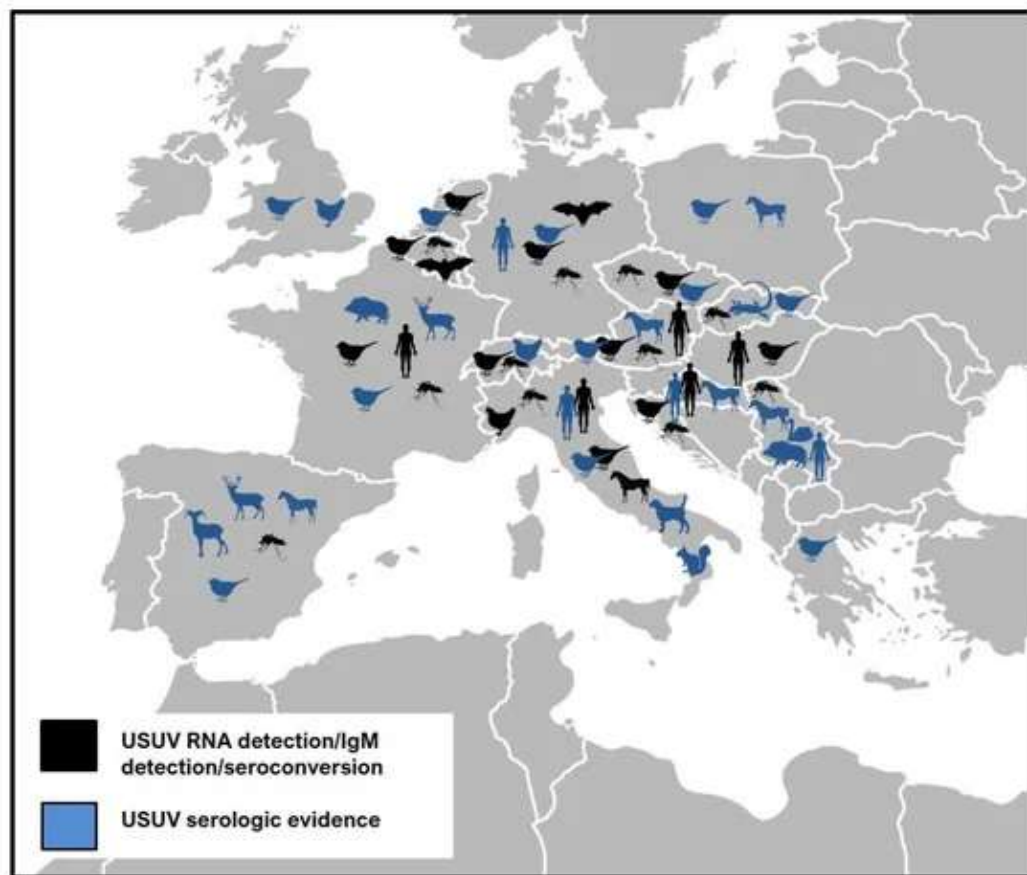 USUV RNA detection/IgM
detection/seroconversion
USUV serologic evidence